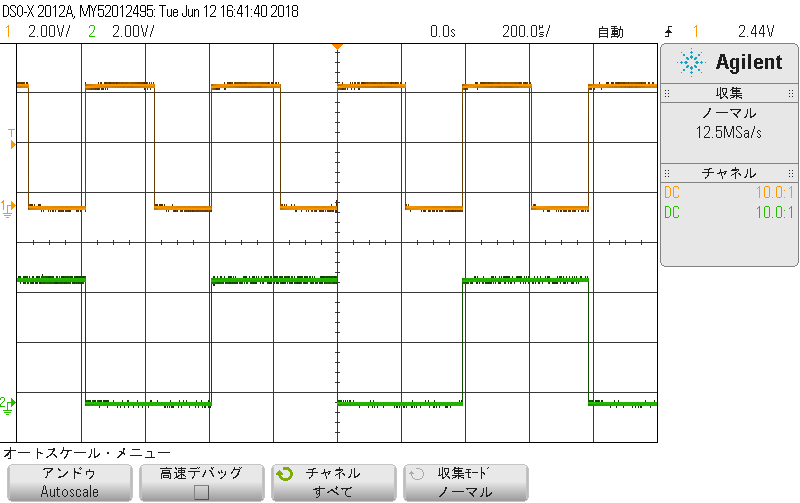 DSO-X 2012A, MY52012495: Tue Jun 12 16:41:40 2018
1 2.00V/ 2 2.00V/ 0.0s 200.0㎲/ 自動 1 2.44V
Agilent
収集
ノーマル
12.5MSa/s
チャネル
DC 10.0:1
DC 10.0:1
T
1
2
オートスケール・メニュー
アンドゥ
Autoscale
高速デバッグ
チャネル
すべて
収集モード
ノーマル